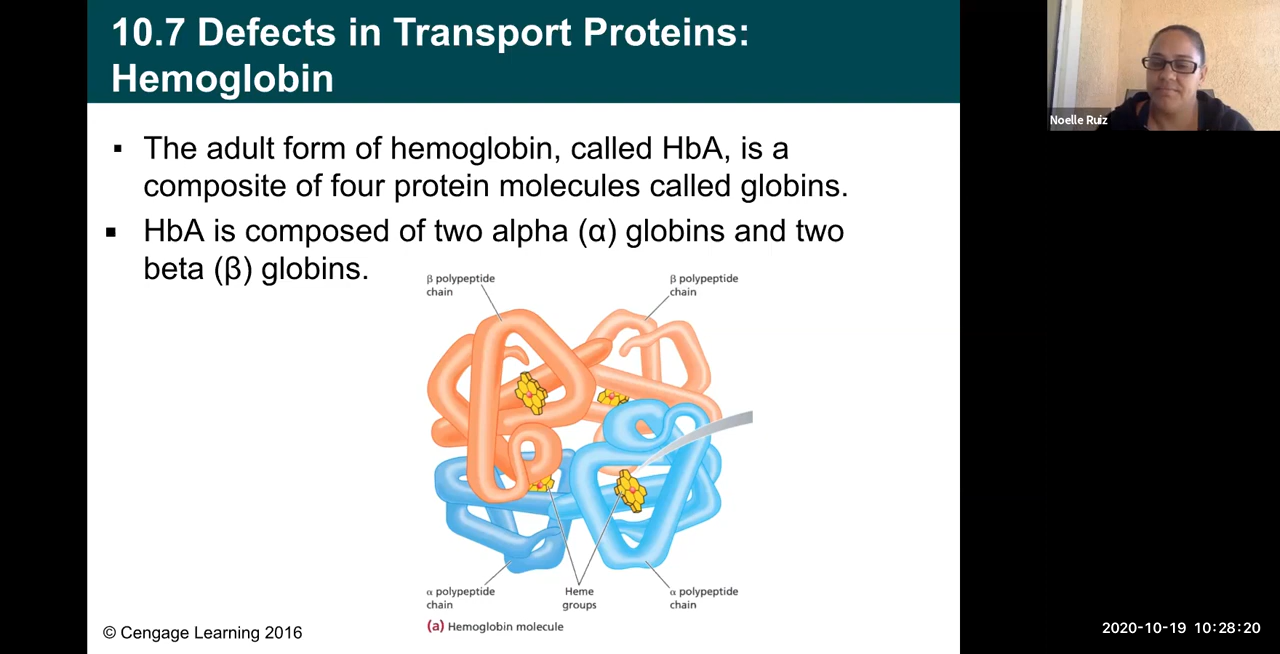 10.7 Defects in Transport Proteins:
Hemoglobin
Noelle Ruiz
▪ The adult form of hemoglobin, called HbA, is a
composite of four protein molecules called globins.
▪ HbA is composed of two alpha (α) globins and two
beta (β) globins.
β polypeptide
chain
β polypeptide
chain
α polypeptide
chain
Heme
groups
α polypeptide
chain
(a) Hemoglobin molecule
© Cengage Learning 2016
2020-10-19 10:28:20